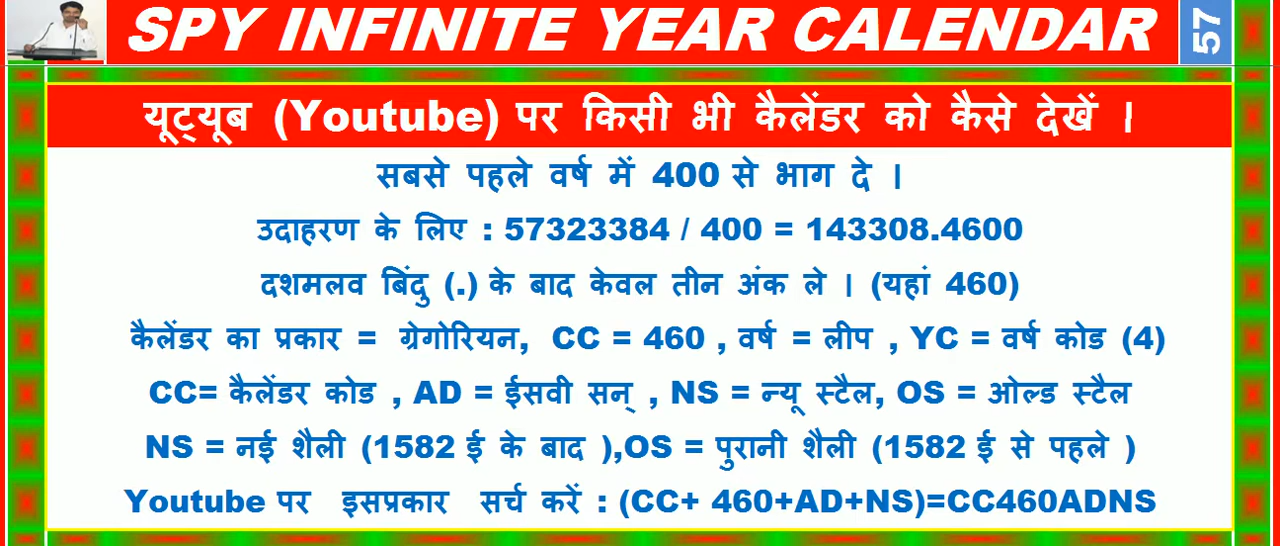 SPY INFINITE YEAR CALENDAR
57
यूट्यूब (Youtube) पर किसी भी कैलेंडर को कैसे देखें ।
सबसे पहले वर्ष में 400 से भाग दे ।
उदाहरण के लिए : 57323384 / 400 = 143308.4600
दशमलव बिंदु (.) के बाद केवल तीन अंक ले । (यहां 460)
कैलेंडर का प्रकार = ग्रेगोरियन, CC = 460 , वर्ष = लीप , YC = वर्ष कोड (4)
CC= कैलेंडर कोड , AD = ईसवी सन् , NS = न्यू स्टैल, OS = ओल्ड स्टैल
NS = नई शैली (1582 ई के बाद ),OS = पुरानी शैली (1582 ई से पहले )
Youtube पर इसप्रकार सर्च करें : (CC+ 460+AD+NS)=CC460ADNS